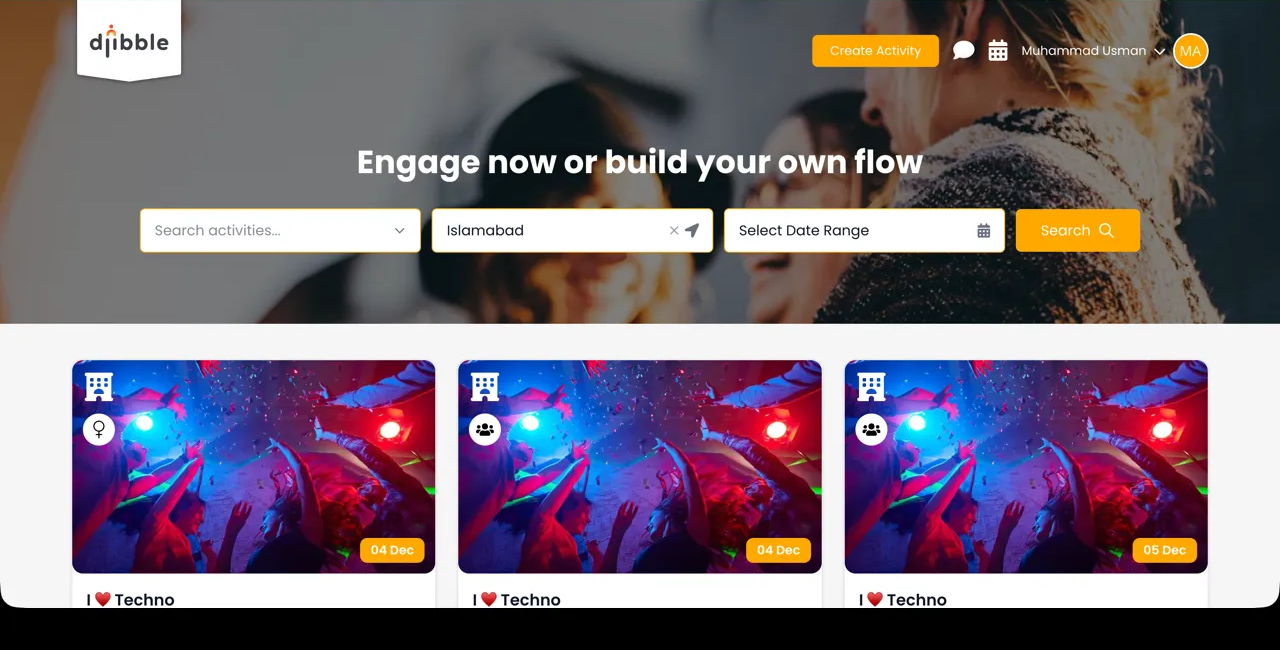 djibble
Create Activity
Muhammad Usman
MA
Engage now or build your own flow
Search activities...
Islamabad
Select Date Range
Search
04 Dec
04 Dec
05 Dec
I ❤️ Techno
I ❤️ Techno
I ❤️ Techno